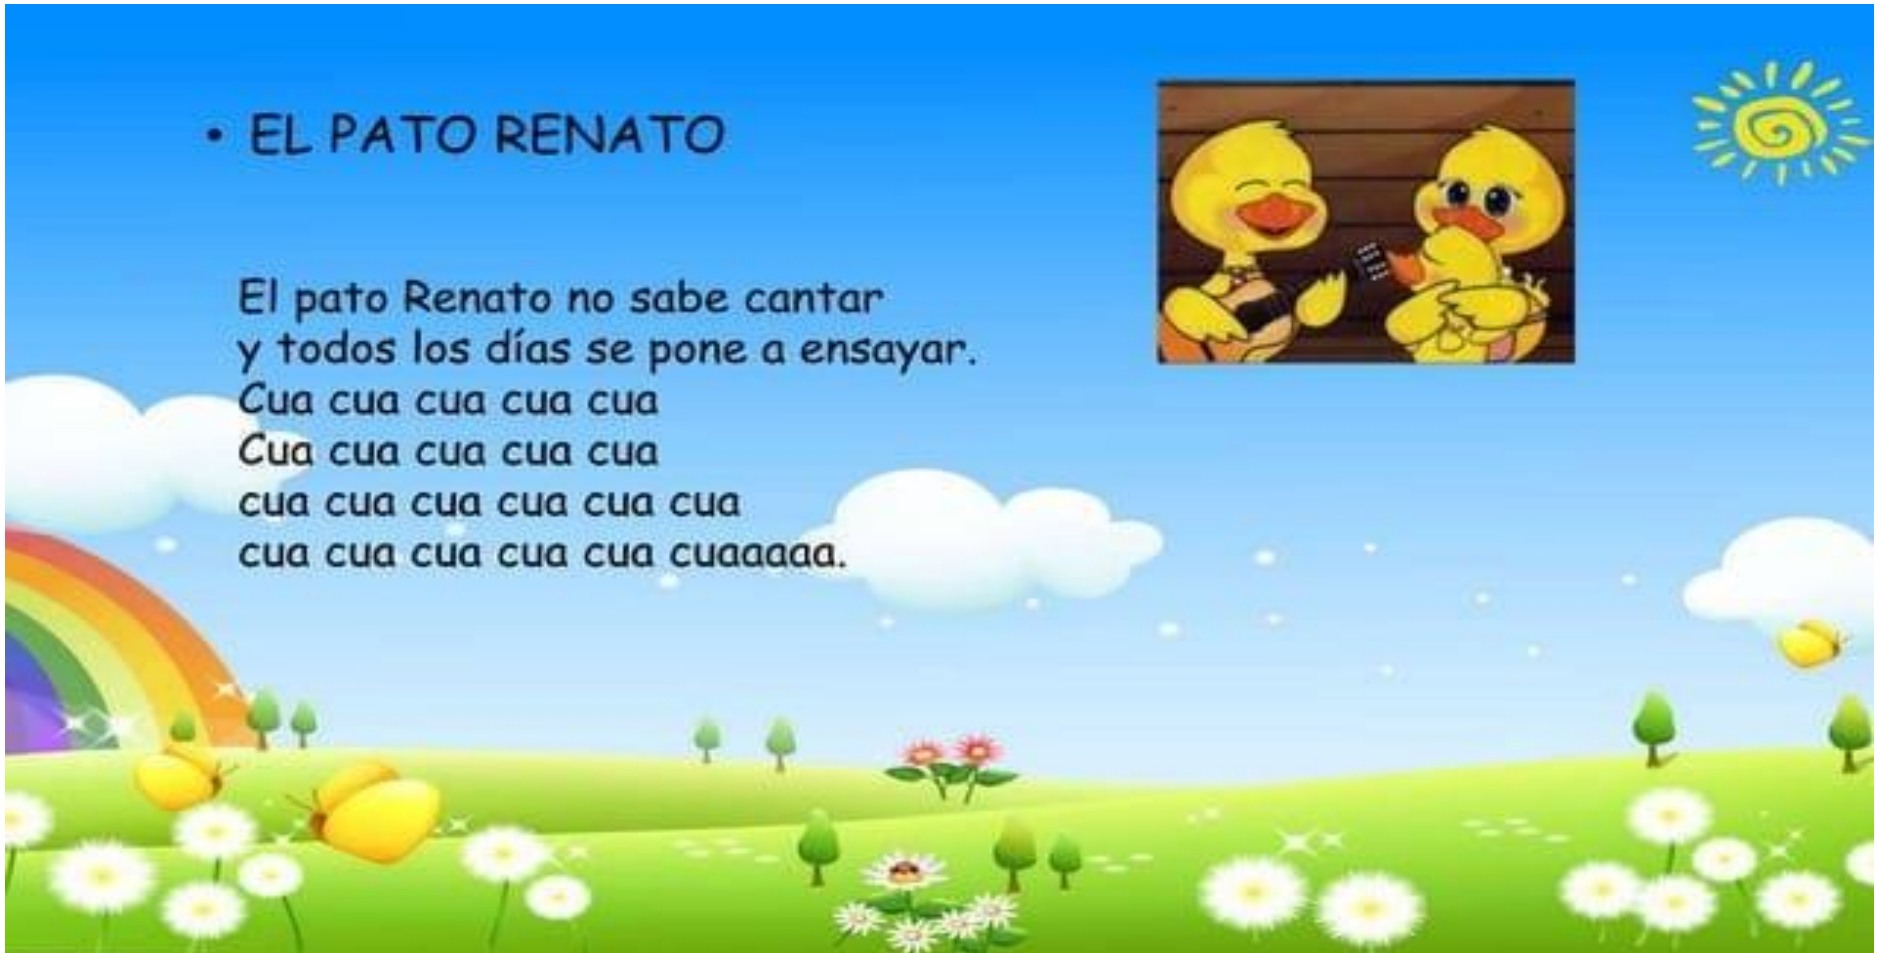 • EL PATO RENATO
El pato Renato no sabe cantar
y todos los días se pone a ensayar.
Cua cua cua cua cua
Cua cua cua cua cua
cua cua cua cua cua cua
cua cua cua cua cua cuaaaaa.